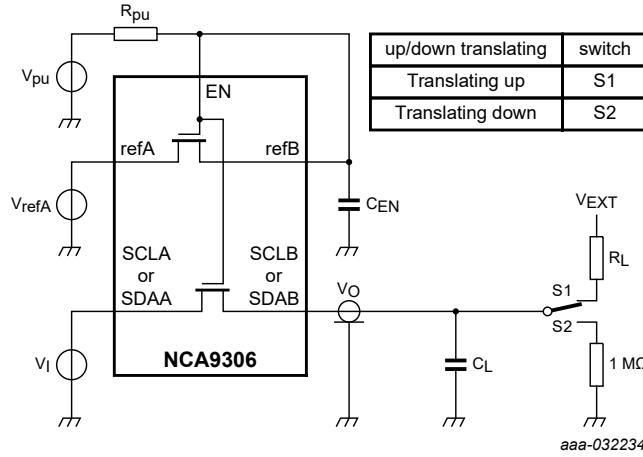 Rpu
Vpu
EN
refA
refB
VrefA
CEN
SCLA
or
SDAA
SCLB
or
SDAB
VI
NCA9306
VO
CL
VEXT
RL
S1
S2
1 MΩ
up/down translating switch
Translating up S1
Translating down S2
aaa-032234